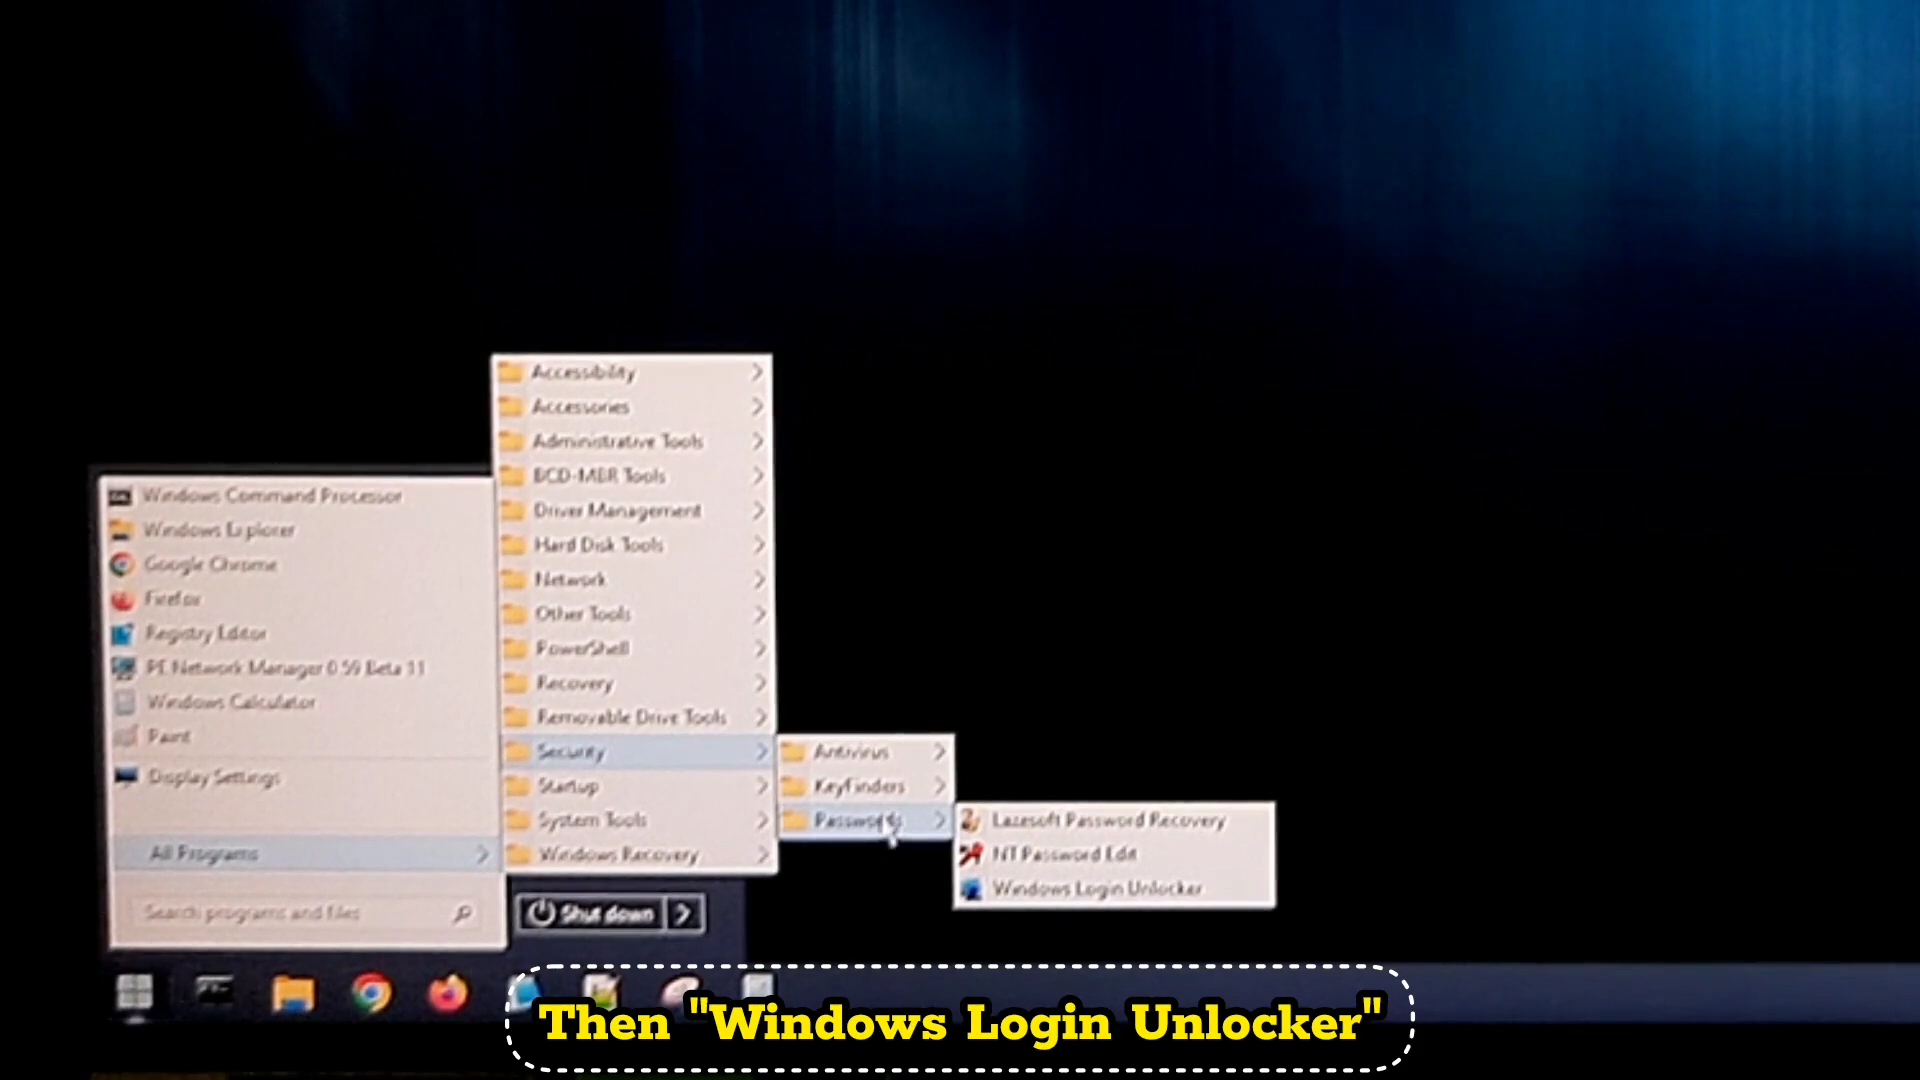 Accessibility
Accessories
Administrative Tools
BCD-MBR Tools
Driver Management
Hard Disk Tools
Network
Other Tools
PowerShell
Recovery
Removable Drive Tools
Security
Startup
System Tools
Windows Recovery
Windows Command Processor
Windows Explorer
Google Chrome
Firefox
Registry Editor
PE Network Manager 0.59 Beta 11
Windows Calculator
Paint
Display Settings
All Programs
Search programs and files
Shut down
Antivirus
KeyFinders
Passwords
Lazesoft Password Recovery
NT Password Edit
Windows Login Unlocker
Then "Windows Login Unlocker"